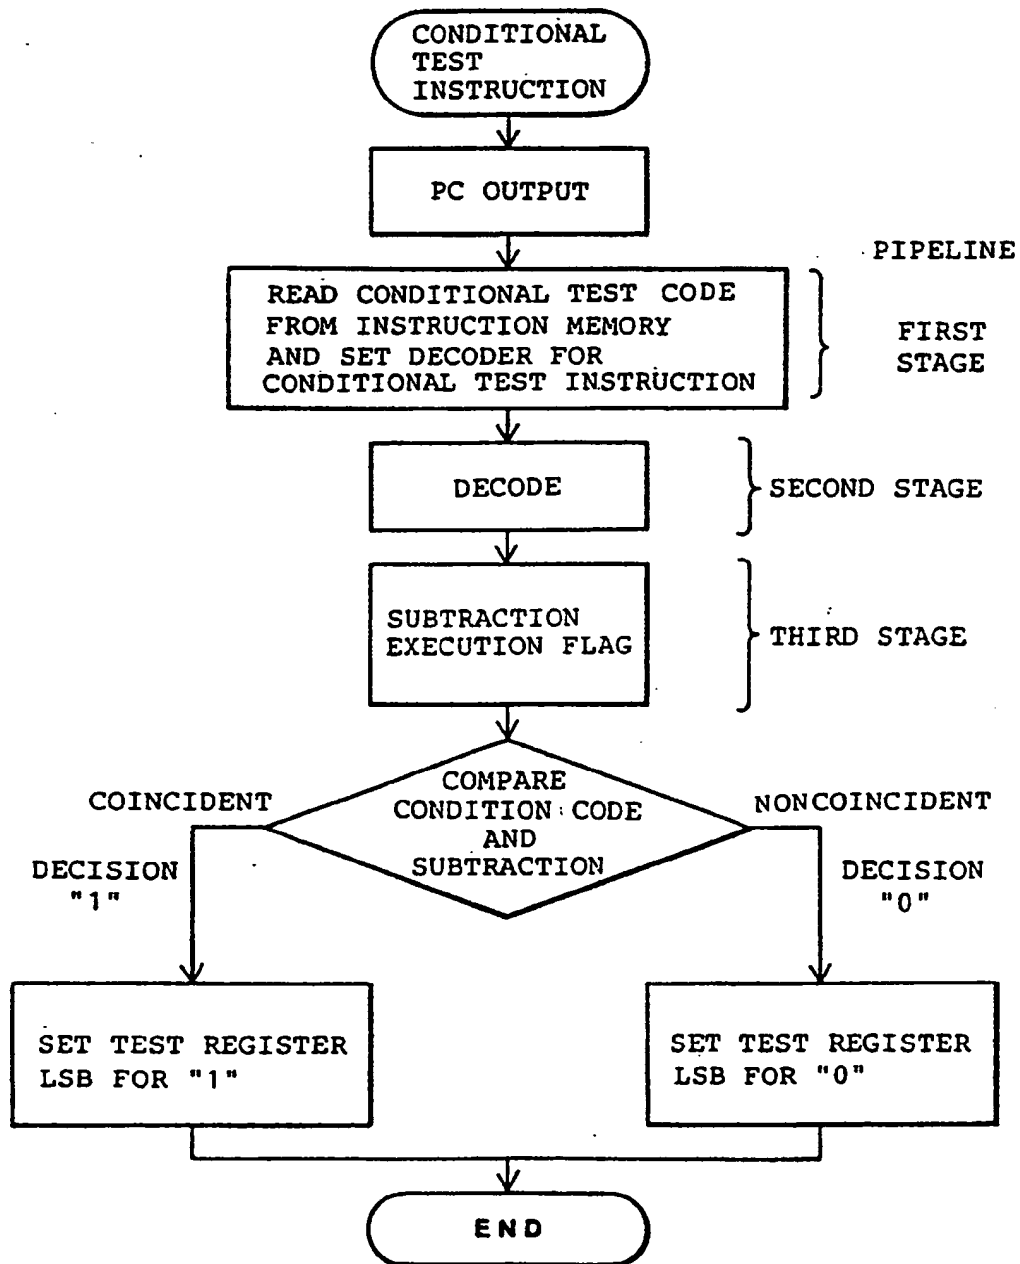 CONDITIONAL
TEST
INSTRUCTION
PC OUTPUT
PIPELINE
READ CONDITIONAL TEST CODE
FROM INSTRUCTION MEMORY
AND SET DECODER FOR
CONDITIONAL TEST INSTRUCTION
FIRST
STAGE
DECODE
SECOND STAGE
SUBTRACTION
EXECUTION FLAG
THIRD STAGE
COMPARE
CONDITION CODE
AND
SUBTRACTION
COINCIDENT
NONCOINCIDENT
DECISION
"1"
DECISION
"0"
SET TEST REGISTER
LSB FOR "1"
SET TEST REGISTER
LSB FOR "0"
END